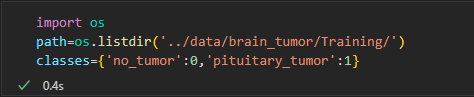 import os
path=os.listdir('../data/brain_tumor/Training/')
classes={'no_tumor':0,'pituitary_tumor':1}
0.4s